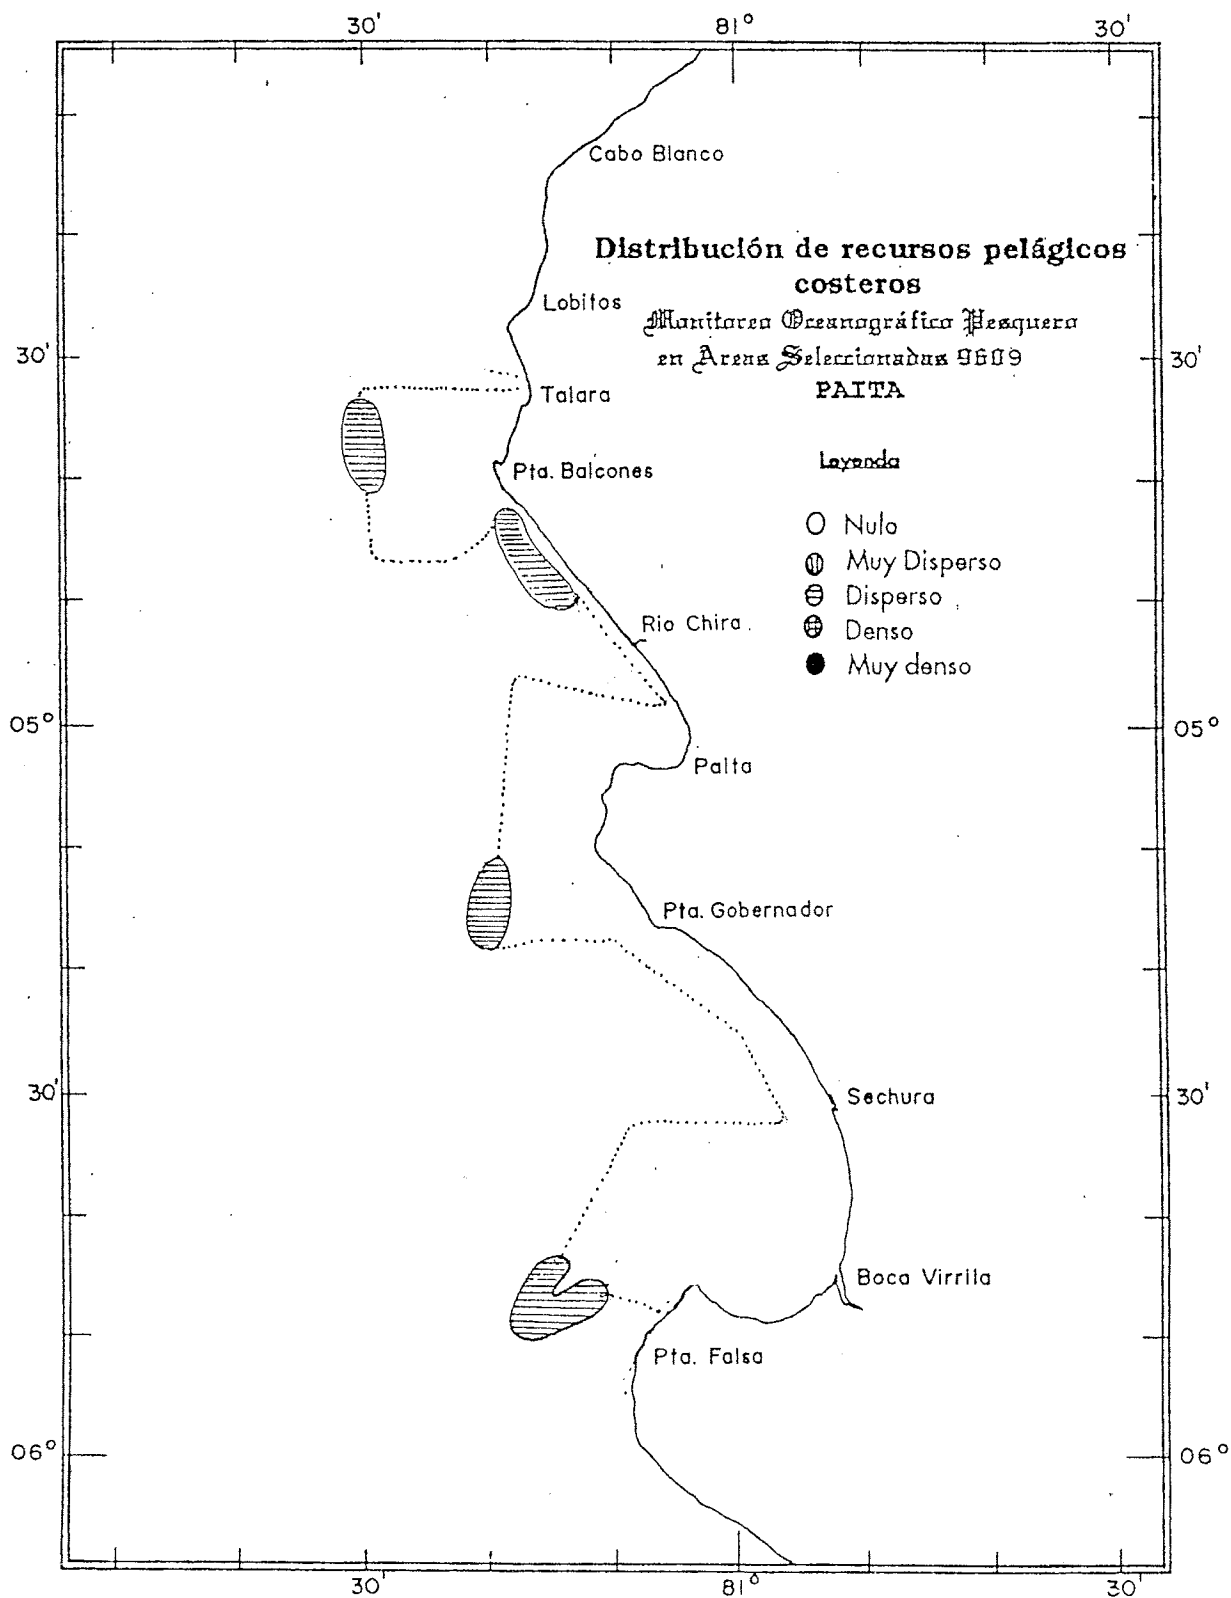 30' 81° 30'
Cabo Blanco
Distribución de recursos pelágicos
costeros
Lobitos
Monitoreo Oceanográfico Pesquero
30' en Areas Seleccionadas 9609 30'
Talara PAITA
Leyenda
Pta. Balcones
Nulo
Muy Disperso
Disperso
Rio Chira
Denso
Muy denso
05° 05°
Paita
Pta. Gobernador
30' Sechura 30'
Boca Virrila
Pta. Falsa
06° 06°
30' 81° 30'